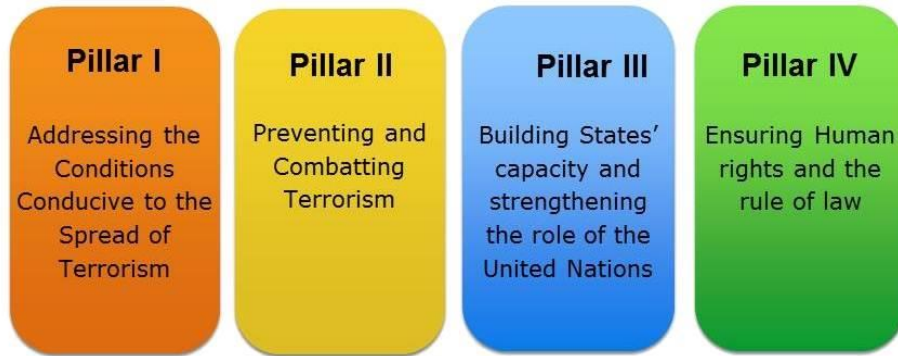 Pillar I
Addressing the
Conditions
Conducive to the
Spread of
Terrorism
Pillar II
Preventing and
Combatting
Terrorism
Pillar III
Building States’
capacity and
strengthening
the role of the
United Nations
Pillar IV
Ensuring Human
rights and the
rule of law